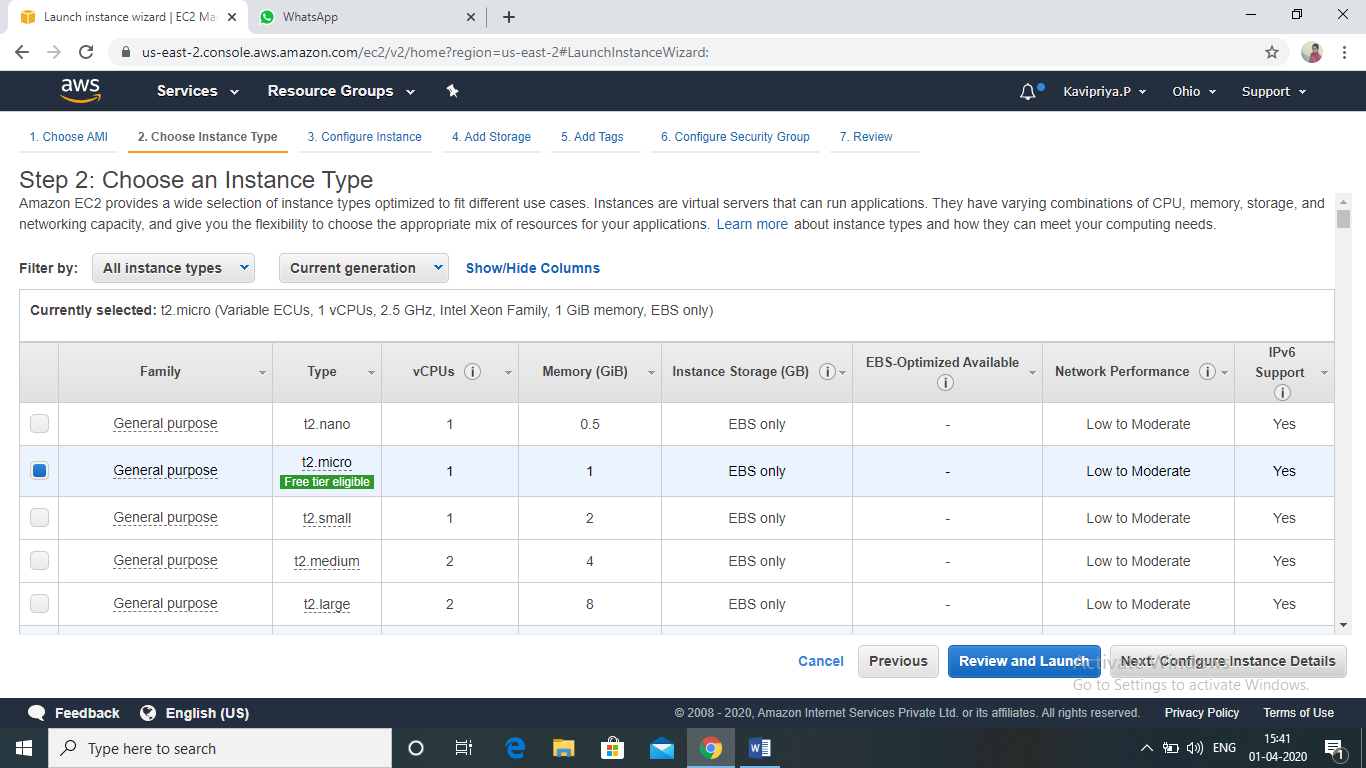 Launch instance wizard | EC2 Ma
WhatsApp
us-east-2.console.aws.amazon.com/ec2/v2/home?region=us-east-2#LaunchInstanceWizard:
aws Services Resource Groups Kavipriya.P Ohio Support
1. Choose AMI 2. Choose Instance Type 3. Configure Instance 4. Add Storage 5. Add Tags 6. Configure Security Group 7. Review
Step 2: Choose an Instance Type
Amazon EC2 provides a wide selection of instance types optimized to fit different use cases. Instances are virtual servers that can run applications. They have varying combinations of CPU, memory, storage, and
networking capacity, and give you the flexibility to choose the appropriate mix of resources for your applications. Learn more about instance types and how they can meet your computing needs.
Filter by: All instance types Current generation Show/Hide Columns
Currently selected: t2.micro (Variable ECUs, 1 vCPUs, 2.5 GHz, Intel Xeon Family, 1 GiB memory, EBS only)
Family Type vCPUs Memory (GiB) Instance Storage (GB) EBS-Optimized Available Network Performance IPv6 Support
General purpose t2.nano 1 0.5 EBS only - Low to Moderate Yes
General purpose t2.micro 1 1 EBS only - Low to Moderate Yes
Free tier eligible
General purpose t2.small 1 2 EBS only - Low to Moderate Yes
General purpose t2.medium 2 4 EBS only - Low to Moderate Yes
General purpose t2.large 2 8 EBS only - Low to Moderate Yes
Cancel Previous Review and Launch Next: Configure Instance Details
Activate Windows
Go to Settings to activate Windows.
Feedback English (US) © 2008 - 2020, Amazon Internet Services Private Ltd. or its affiliates. All rights reserved. Privacy Policy Terms of Use
Type here to search
ENG
15:41
01-04-2020
1